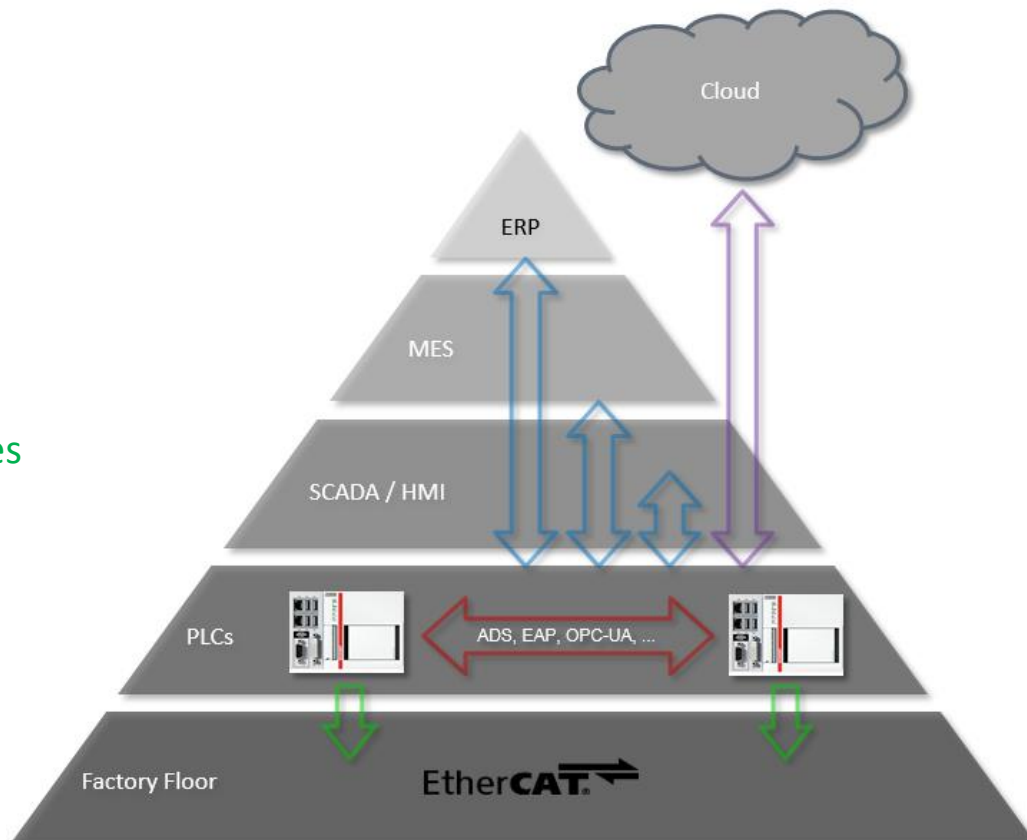 Cloud
ERP
MES
es
SCADA / HMI
PLCs
ADS, EAP, OPC-UA, ...
Factory Floor
EtherCAT®